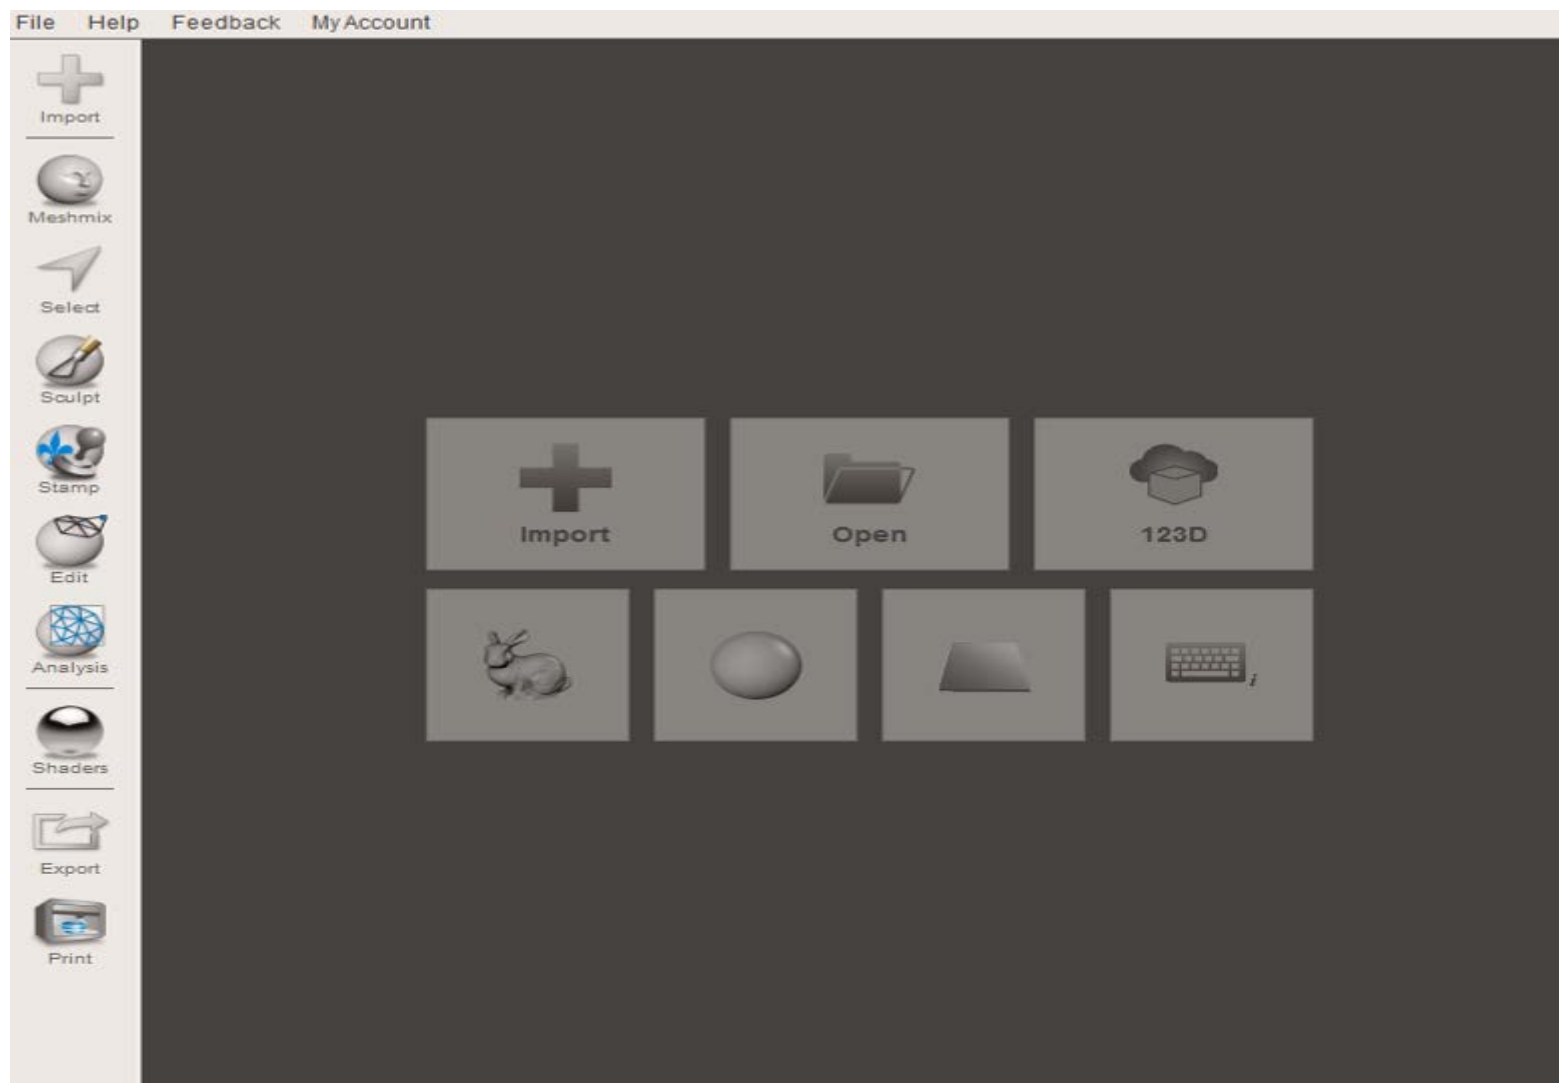 File Help Feedback My Account
Import
Meshmix
Select
Sculpt
Stamp
Edit
Analysis
Shaders
Export
Print
Import Open 123D
i